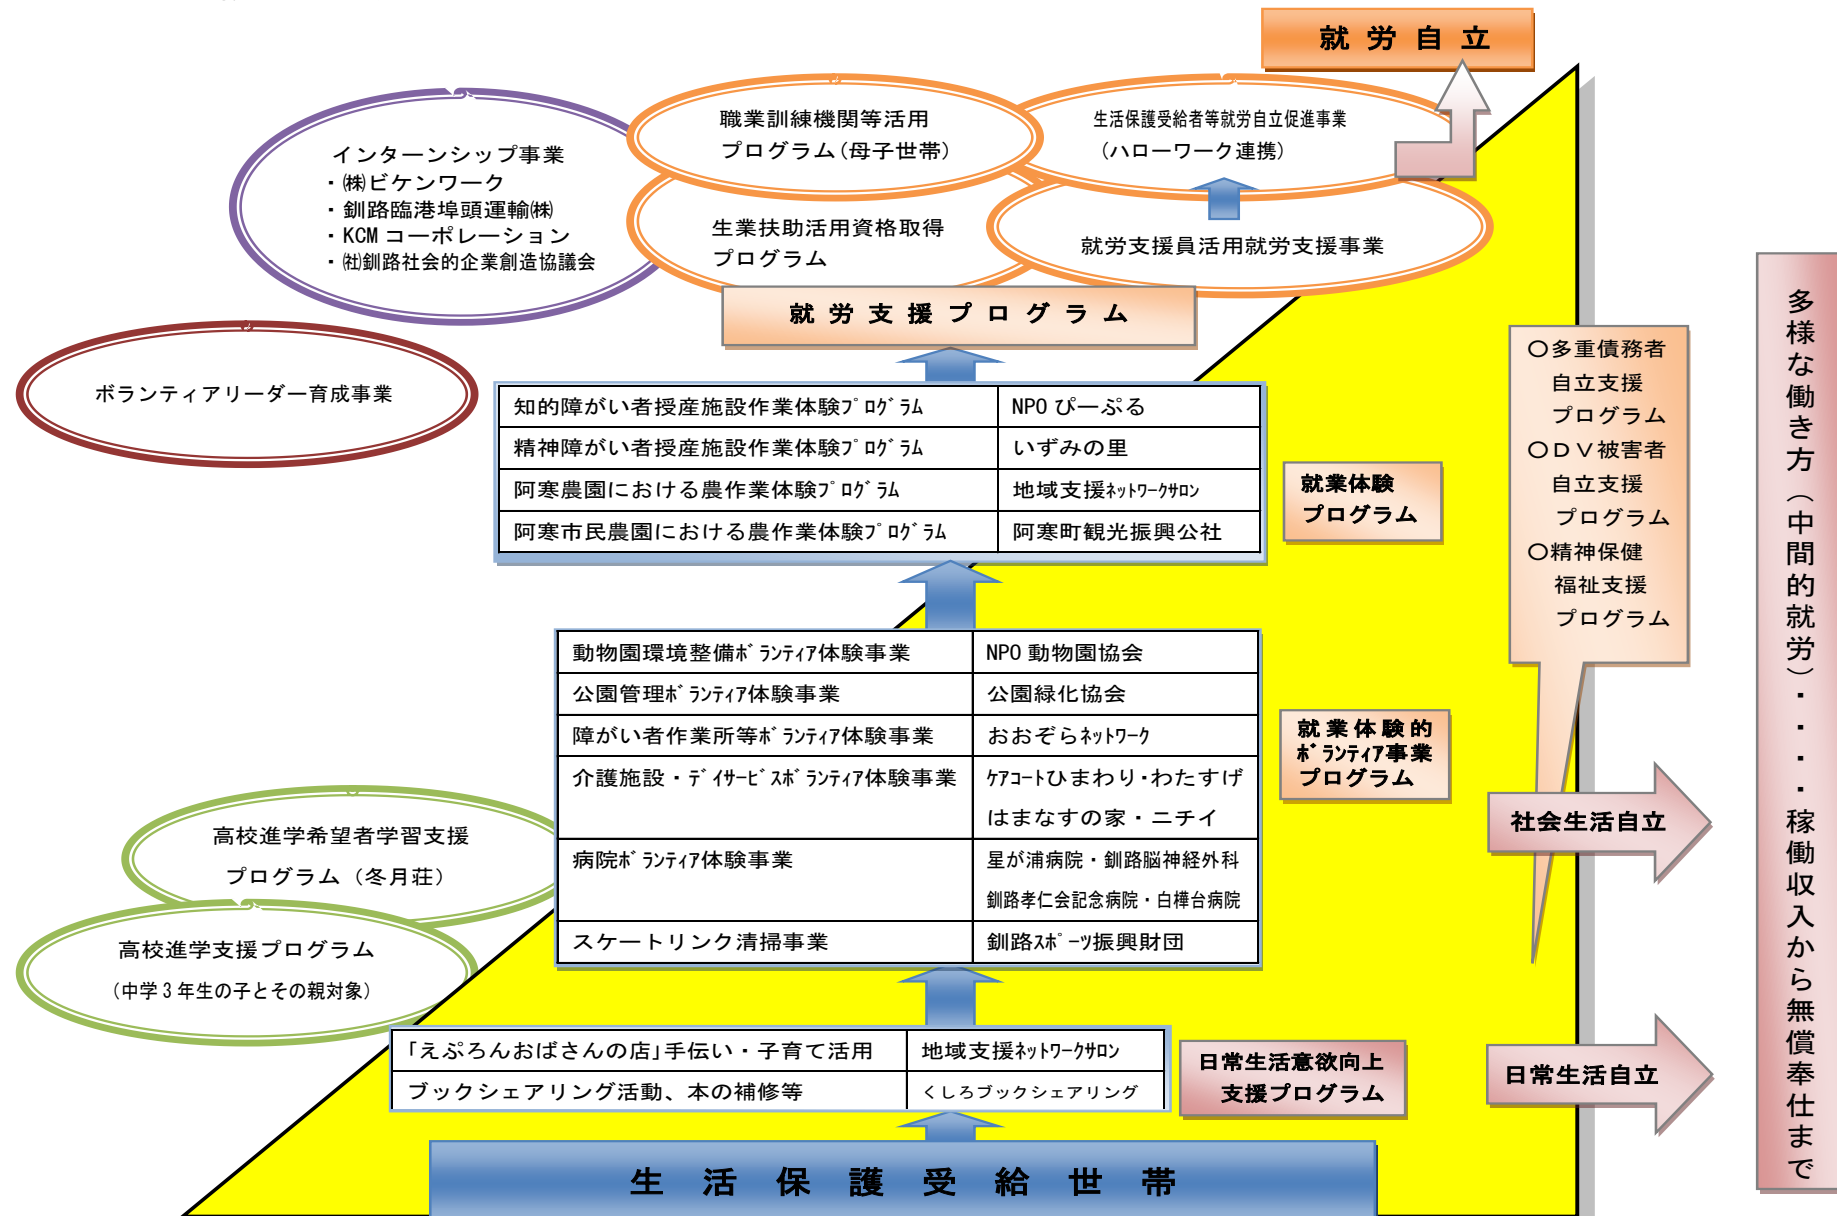 就労自立
職業訓練機関等活用
プログラム(母子世帯)
生活保護受給者等就労自立促進事業
(ハローワーク連携)
インターンシップ事業
・㈱ビケンワーク
・釧路臨港埠頭運輸㈱
・KCMコーポレーション
・㈳釧路社会的企業創造協議会
生業扶助活用資格取得
プログラム
就労支援員活用就労支援事業
就労支援プログラム
ボランティアリーダー育成事業
知的障がい者授産施設作業体験ﾌﾟﾛｸﾞﾗﾑ NPOぴーぷる
精神障がい者授産施設作業体験ﾌﾟﾛｸﾞﾗﾑ いずみの里
阿寒農園における農作業体験ﾌﾟﾛｸﾞﾗﾑ 地域支援ﾈｯﾄﾜｰｸｻﾛﾝ
阿寒市民農園における農作業体験ﾌﾟﾛｸﾞﾗﾑ 阿寒町観光振興公社
就業体験
プログラム
○多重債務者
自立支援
プログラム
○DV被害者
自立支援
プログラム
○精神保健
福祉支援
プログラム
動物園環境整備ﾎﾞﾗﾝﾃｨｱ体験事業 NPO動物園協会
公園管理ﾎﾞﾗﾝﾃｨｱ体験事業 公園緑化協会
障がい者作業所等ﾎﾞﾗﾝﾃｨｱ体験事業 おおぞらﾈｯﾄﾜｰｸ
介護施設・ﾃﾞｲｻｰﾋﾞｽﾎﾞﾗﾝﾃｨｱ体験事業 ｹｱｺｰﾄひまわり・わたすげ
はまなすの家・ニチイ
病院ﾎﾞﾗﾝﾃｨｱ体験事業 星が浦病院・釧路脳神経外科
釧路孝仁会記念病院・白樺台病院
スケートリンク清掃事業 釧路ｽﾎﾟｰﾂ振興財団
就業体験的
ﾎﾞﾗﾝﾃｨｱ事業
プログラム
社会生活自立
高校進学希望者学習支援
プログラム(冬月荘)
高校進学支援プログラム
(中学3年生の子とその親対象)
「えぷろんおばさんの店」手伝い・子育て活用 地域支援ﾈｯﾄﾜｰｸｻﾛﾝ
ブックシェアリング活動、本の補修等 くしろブックシェアリング
日常生活意欲向上
支援プログラム
日常生活自立
生活保護受給世帯
多様な働き方(中間的就労)・・・・稼働収入から無償奉仕まで